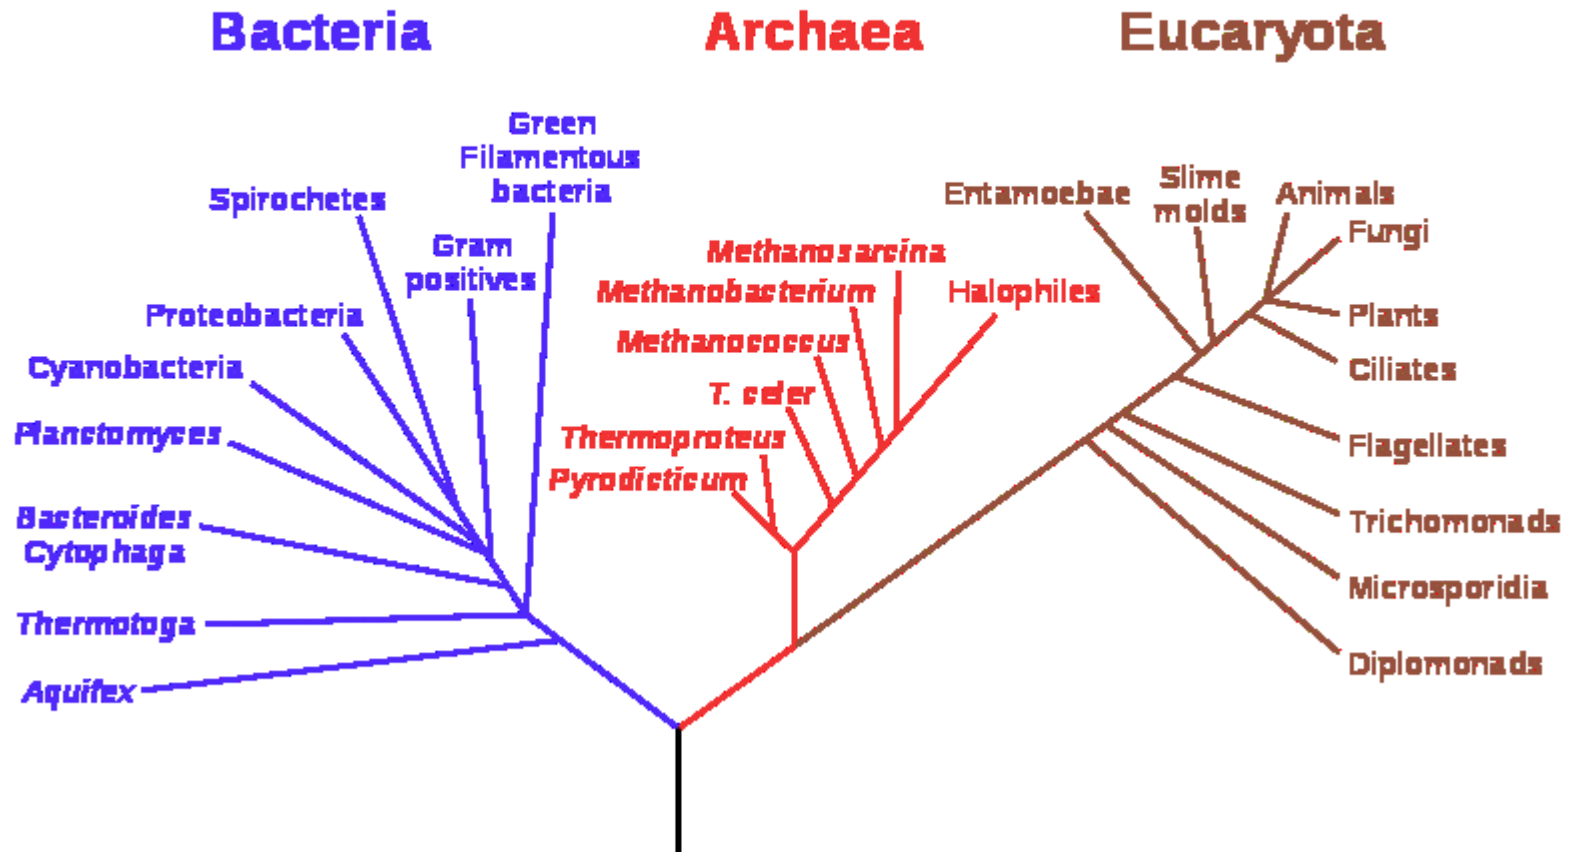 Bacteria
Archaea
Eucaryota
Green
Filamentous
bacteria
Spirochetes
Gram
positives
Proteobacteria
Cyanobacteria
Planctomyces
Bacteroides
Cytophaga
Thermotoga
Aquifex
Methanosarcina
Methanobacterium
Halophiles
Methanococcus
T. celer
Thermoproteus
Pyrodicticum
Entamoebae
Slime
molds
Animals
Fungi
Plants
Ciliates
Flagellates
Trichomonads
Microsporidia
Diplomonads